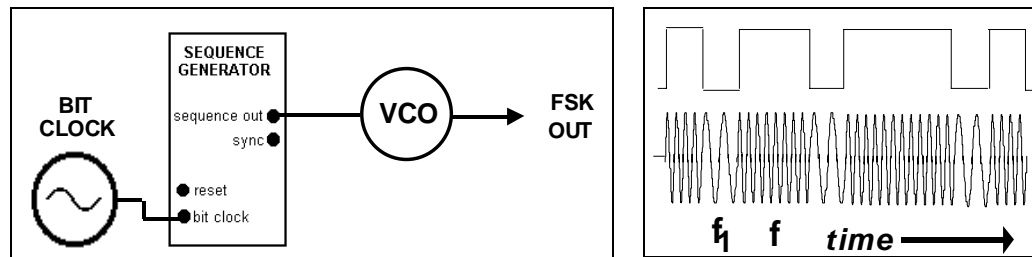 SEQUENCE
GENERATOR
BIT
CLOCK
sequence out
sync
reset
bit clock
VCO
FSK
OUT
f1 f time